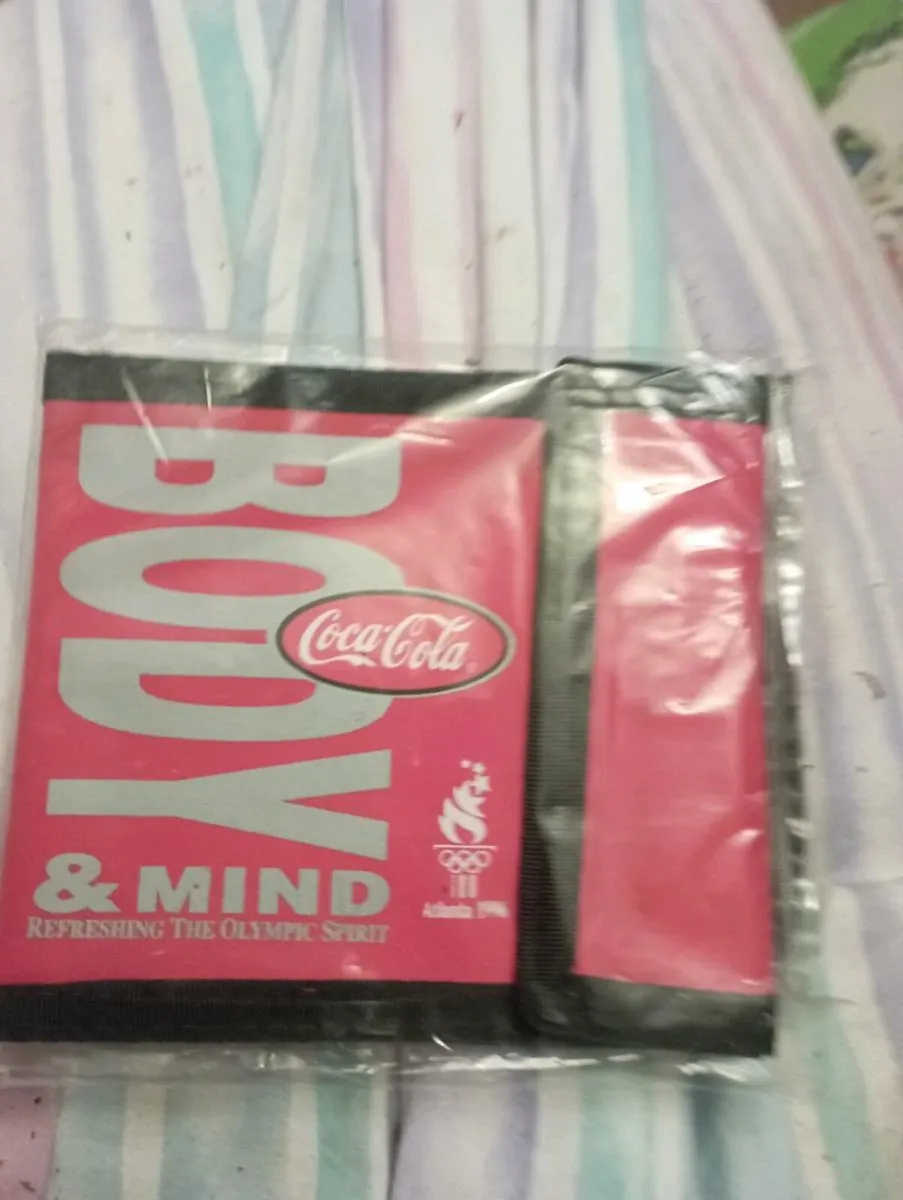 BODY
Coca-Cola
& MIND
REFRESHING THE OLYMPIC SPIRIT
Atlanta 1996